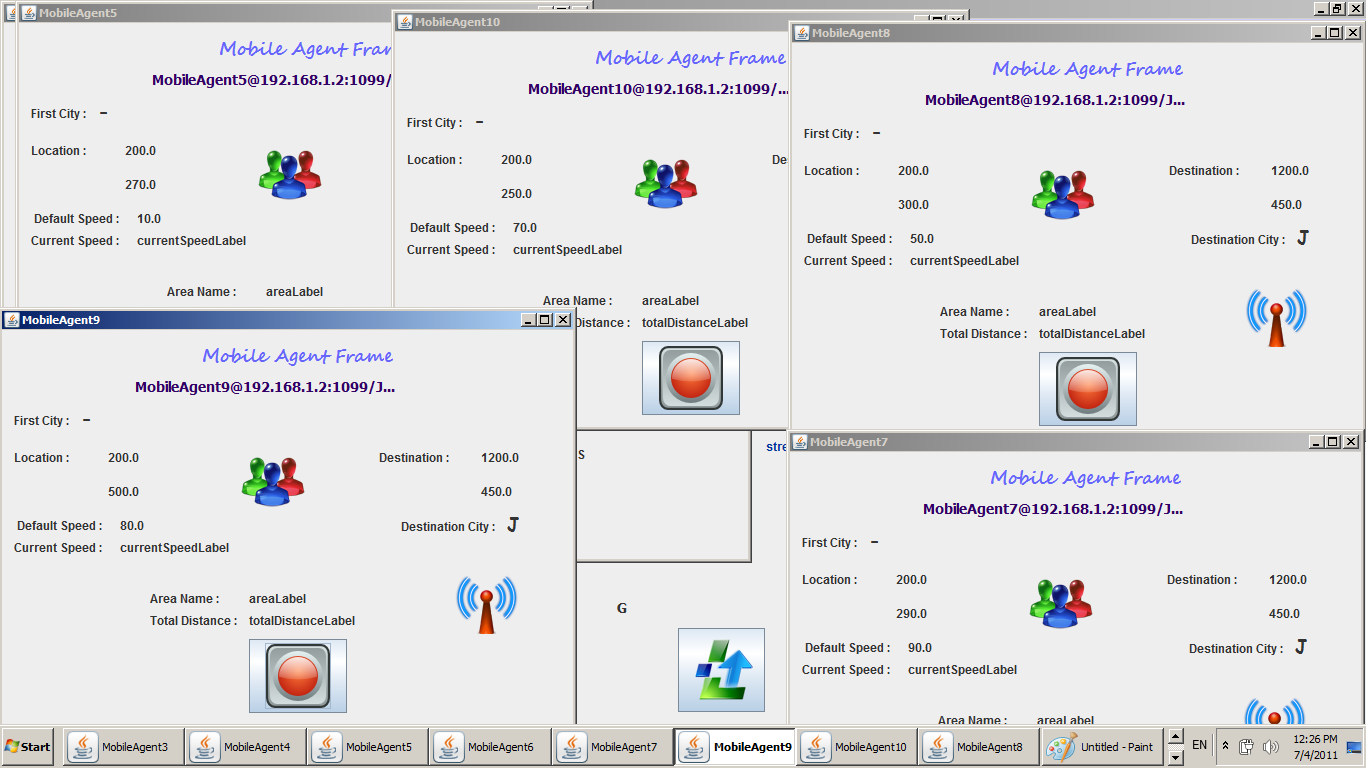 MobileAgent5
Mobile Agent Fram
MobileAgent5@192.168.1.2:1099/
First City : -
Location : 200.0
270.0
Default Speed : 10.0
Current Speed : currentSpeedLabel
Area Name : areaLabel
MobileAgent10
Mobile Agent Frame
MobileAgent10@192.168.1.2:1099/...
First City : -
Location : 200.0
De
250.0
Default Speed : 70.0
Current Speed : currentSpeedLabel
Area Name : areaLabel
Distance : totalDistanceLabel
MobileAgent8
Mobile Agent Frame
MobileAgent8@192.168.1.2:1099/J...
First City : -
Location : 200.0 Destination : 1200.0
300.0 450.0
Default Speed : 50.0 Destination City : J
Current Speed : currentSpeedLabel
Area Name : areaLabel
Total Distance : totalDistanceLabel
MobileAgent9
Mobile Agent Frame
MobileAgent9@192.168.1.2:1099/J...
First City : -
Location : 200.0 Destination : 1200.0
500.0 450.0
Default Speed : 80.0 Destination City : J
Current Speed : currentSpeedLabel
Area Name : areaLabel
Total Distance : totalDistanceLabel
S
stre
G
MobileAgent7
Mobile Agent Frame
MobileAgent7@192.168.1.2:1099/J...
First City : -
Location : 200.0 Destination : 1200.0
290.0 450.0
Default Speed : 90.0 Destination City : J
Current Speed : currentSpeedLabel
Area Name : areaLabel
Start MobileAgent3 MobileAgent4 MobileAgent5 MobileAgent6 MobileAgent7 MobileAgent9 MobileAgent10 MobileAgent8 Untitled - Paint EN 12:26 PM
7/4/2011